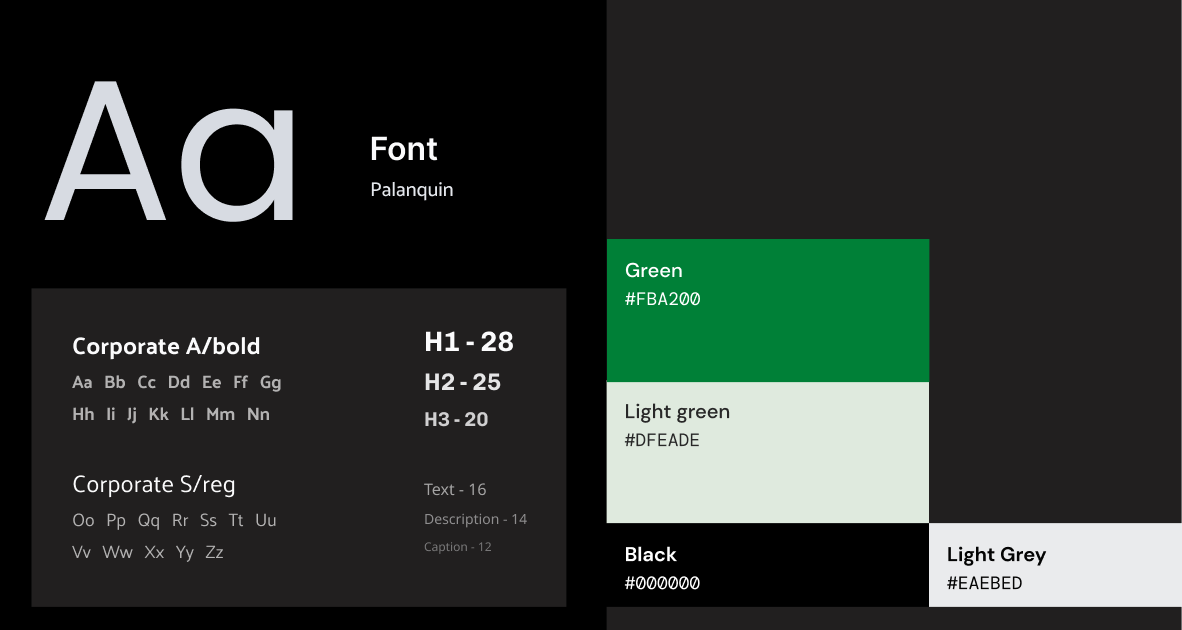 Aa
Font
Palanquin
Corporate A/bold
Aa Bb Cc Dd Ee Ff Gg
Hh Ii Jj Kk Ll Mm Nn
H1 - 28
H2 - 25
H3 - 20
Corporate S/reg
Oo Pp Qq Rr Ss Tt Uu
Vv Ww Xx Yy Zz
Text - 16
Description - 14
Caption - 12
Green
#FBA200
Light green
#DFEADE
Black
#000000
Light Grey
#EAEBED